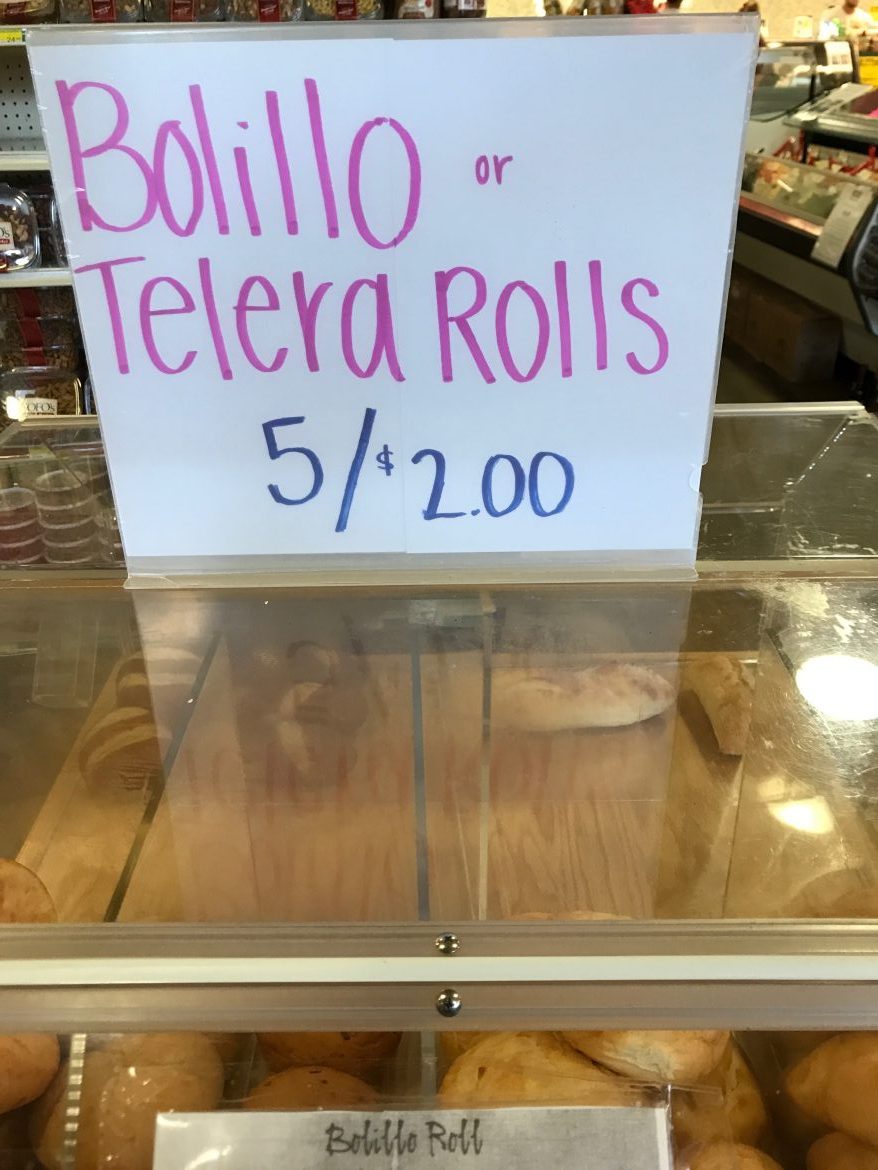 Bolillo or
Telera Rolls
5/$2.00
Bolillo Roll